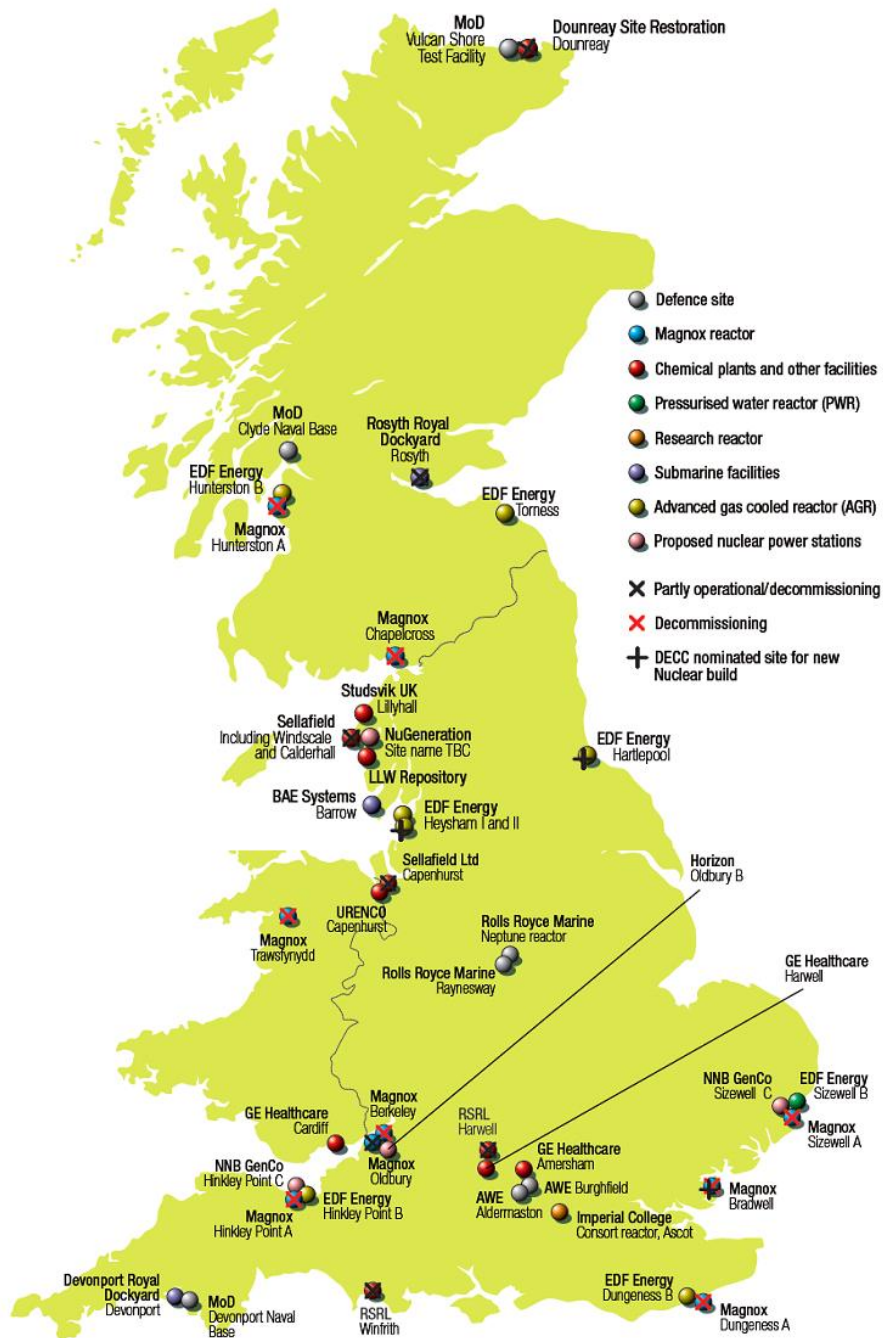 MoD
Vulcan Shore
Test Facility
Dounreay Site Restoration
Dounreay
Defence site
Magnox reactor
Chemical plants and other facilities
Pressurised water reactor (PWR)
Research reactor
Submarine facilities
Advanced gas cooled reactor (AGR)
Proposed nuclear power stations
Partly operational/decommissioning
Decommissioning
DECC nominated site for new
Nuclear build
MoD
Clyde Naval Base
Rosyth Royal
Dockyard
Rosyth
EDF Energy
Hunterston B
EDF Energy
Torness
Magnox
Hunterston A
Magnox
Chapelcross
Studsvik UK
Lillyhall
Sellafield
Including Windscale
and Calderhall
NuGeneration
Site name TBC
EDF Energy
Hartlepool
LLW Repository
BAE Systems
Barrow
EDF Energy
Heysham I and II
Sellafield Ltd
Capenhurst
Horizon
Oldbury B
URENCO
Capenhurst
Magnox
Trawsfynydd
Rolls Royce Marine
Neptune reactor
Rolls Royce Marine
Raynesway
GE Healthcare
Harwell
NNB GenCo
Sizewell C
EDF Energy
Sizewell B
Magnox
Berkeley
GE Healthcare
Cardiff
RSRL
Harwell
Magnox
Sizewell A
Magnox
Oldbury
GE Healthcare
Amersham
NNB GenCo
Hinkley Point C
AWE Burghfield
AWE
Aldermaston
Magnox
Bradwell
EDF Energy
Hinkley Point B
Magnox
Hinkley Point A
Imperial College
Consort reactor, Ascot
Devonport Royal
Dockyard
Devonport
MoD
Devonport Naval
Base
RSRL
Winfrith
EDF Energy
Dungeness B
Magnox
Dungeness A